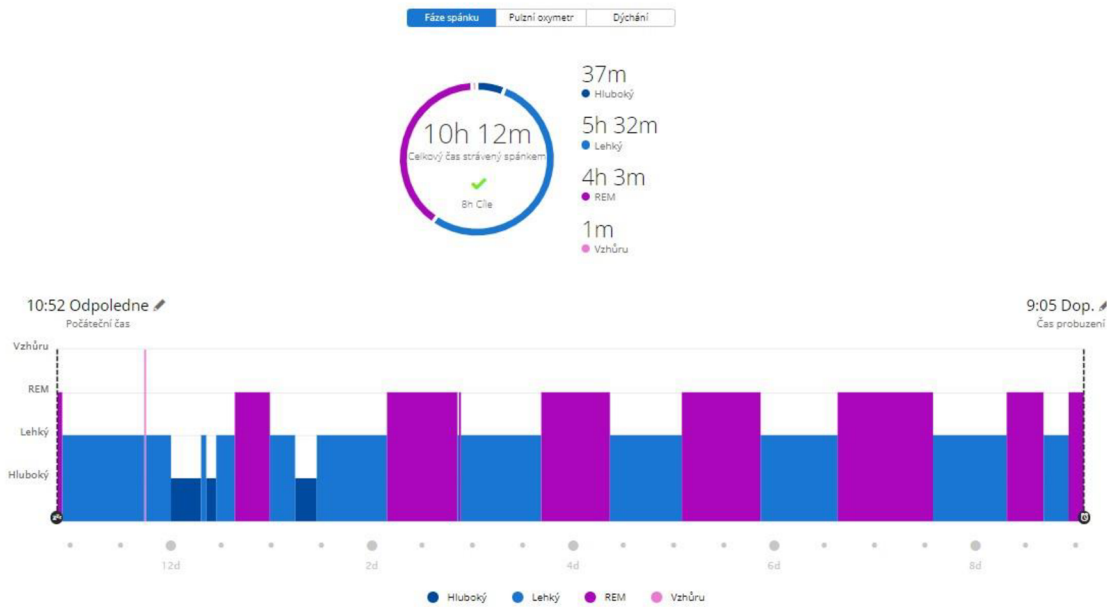 Fáze spánku Pulzní oxymetr Dýchání
37m
Hluboký
10h 12m
Celkový čas strávený spánkem
8h Cíle
5h 32m
Lehký
4h 3m
REM
1m
Vzhůru
10:52 Odpoledne
Počáteční čas
9:05 Dop.
Čas probuzení
Vzhůru
REM
Lehký
Hluboký
12d 2d 4d 6d 8d
Hluboký Lehký REM Vzhůru